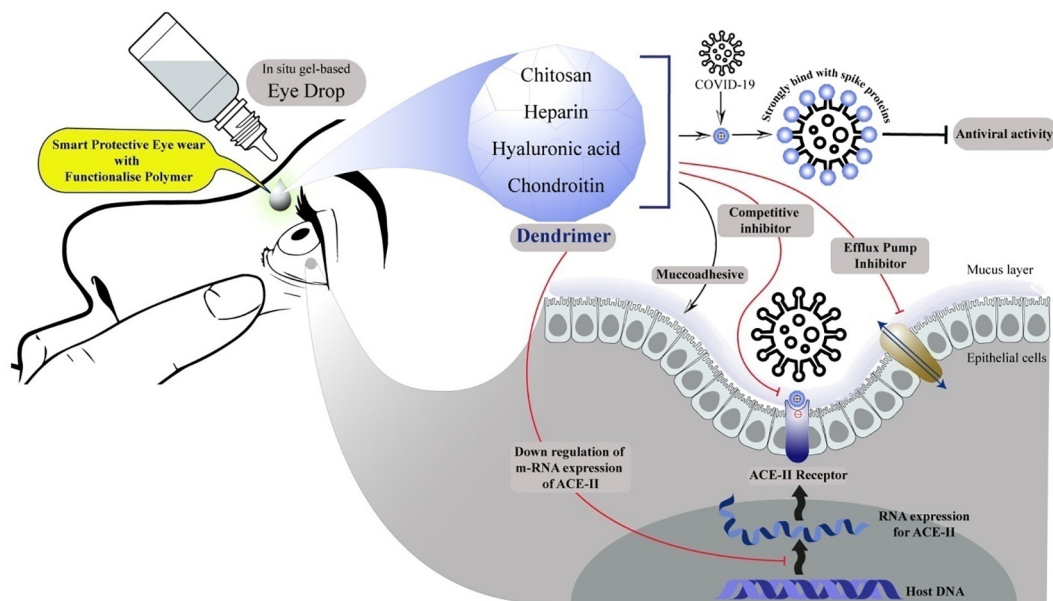 In situ gel-based
Eye Drop
Smart Protective Eye wear
with
Functionalise Polymer
Chitosan
Heparin
Hyaluronic acid
Chondroitin
Dendrimer
COVID-19
Strongly bind with spike proteins
Antiviral activity
Competitive
inhibitor
Efflux Pump
Inhibitor
Muccoadhesive
Mucus layer
Epithelial cells
Down regulation of
m-RNA expression
of ACE-II
ACE-II Receptor
RNA expression
for ACE-II
Host DNA